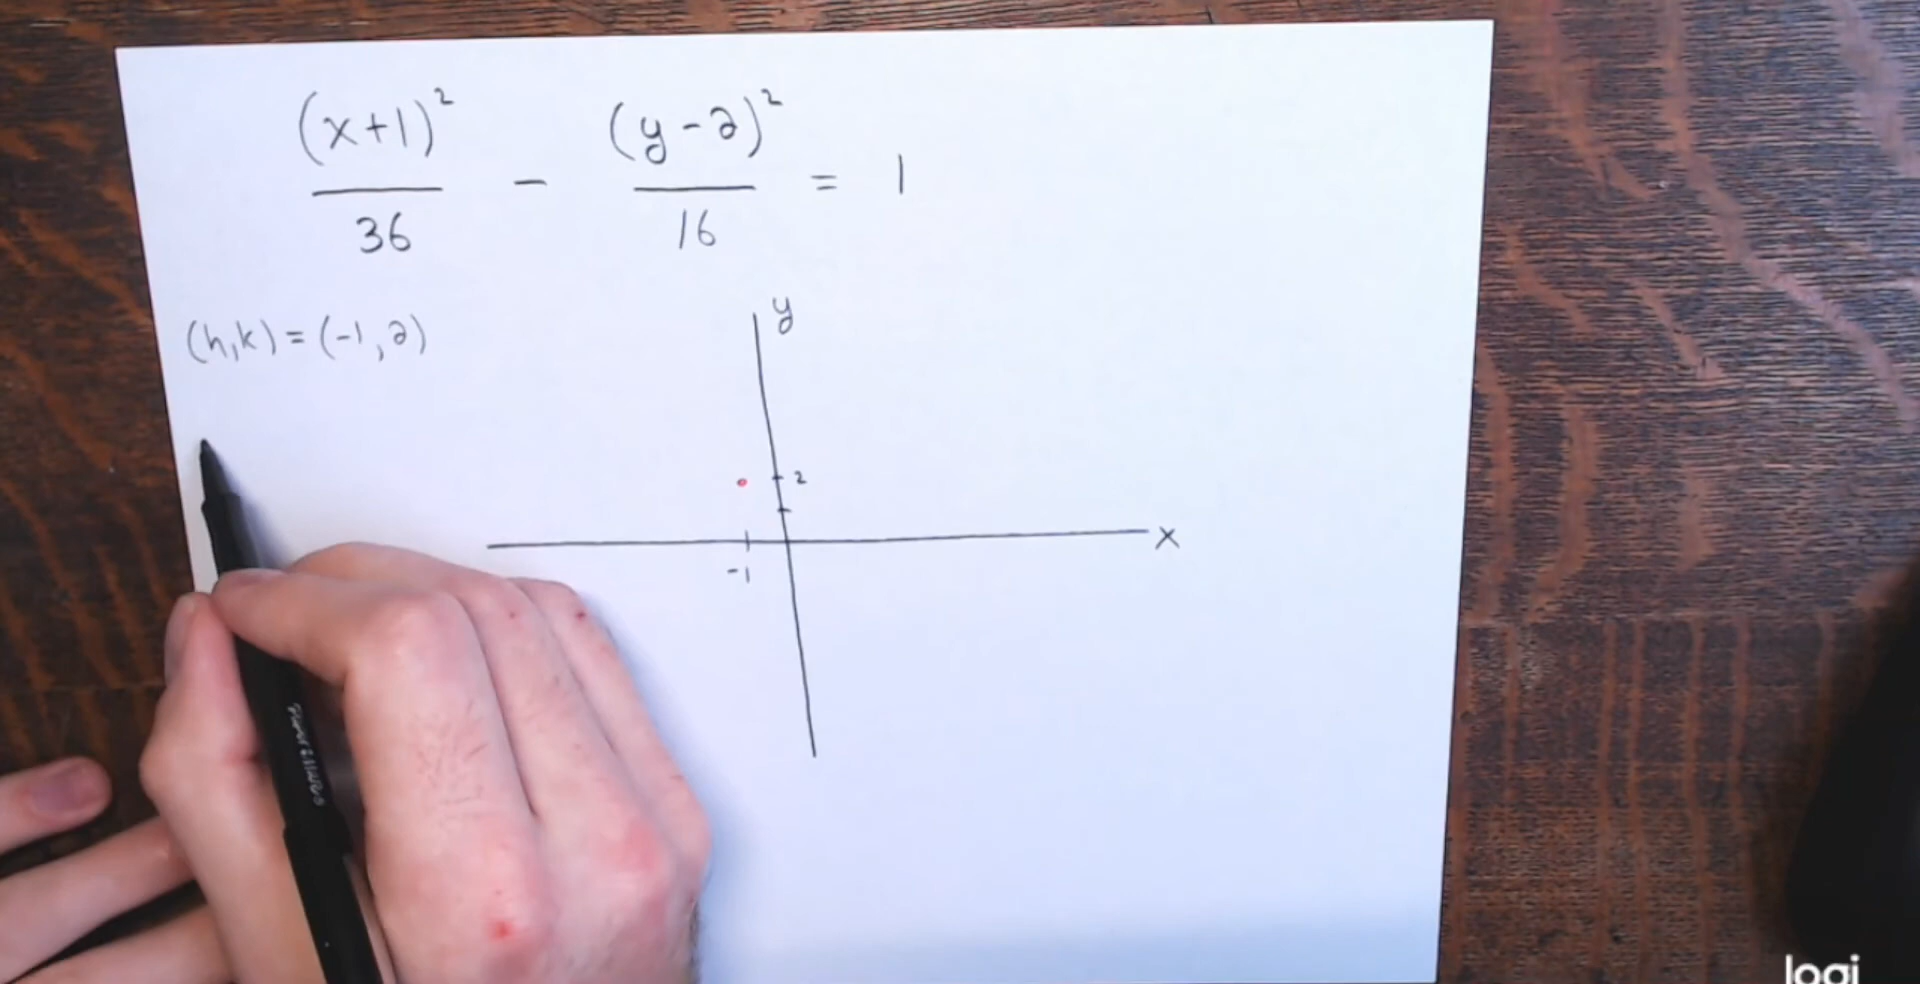 (x+1)² / 36 - (y-2)² / 16 = 1
(h,k) = (-1,2)
y
2
x
-1
logi